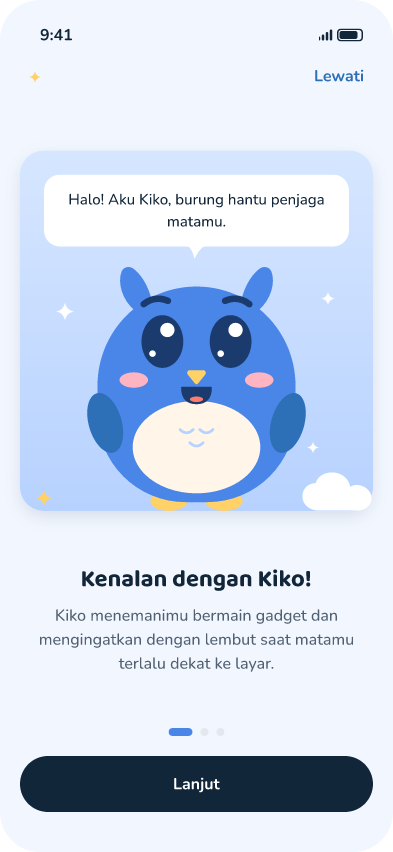 9:41
Lewati
Halo! Aku Kiko, burung hantu penjaga
matamu.
Kenalan dengan Kiko!
Kiko menemanimu bermain gadget dan
mengingatkan dengan lembut saat matamu
terlalu dekat ke layar.
Lanjut